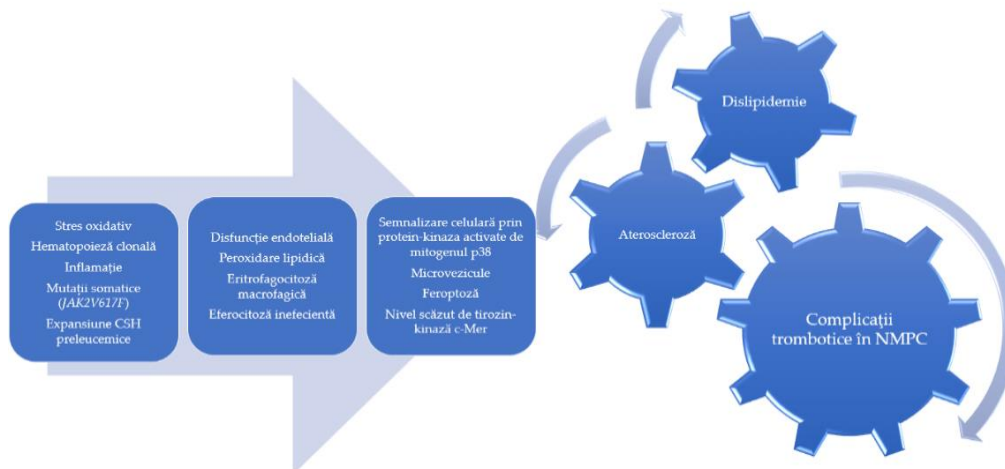 Stres oxidativ
Hematopoieză clonală
Inflamație
Mutații somatice
(JAK2V617F)
Expansiune CSH
preleucemice
Disfuncție endotelială
Peroxidare lipidică
Eritrofagocitoză
macrofagică
Eferocitoză inefecientă
Semnalizare celulară prin
protein-kinaza activate de
mitogenul p38
Microvezicule
Feroptoză
Nivel scăzut de tirozin-
kinază c-Mer
Dislipidemie
Ateroscleroză
Complicații
trombotice în NMPC